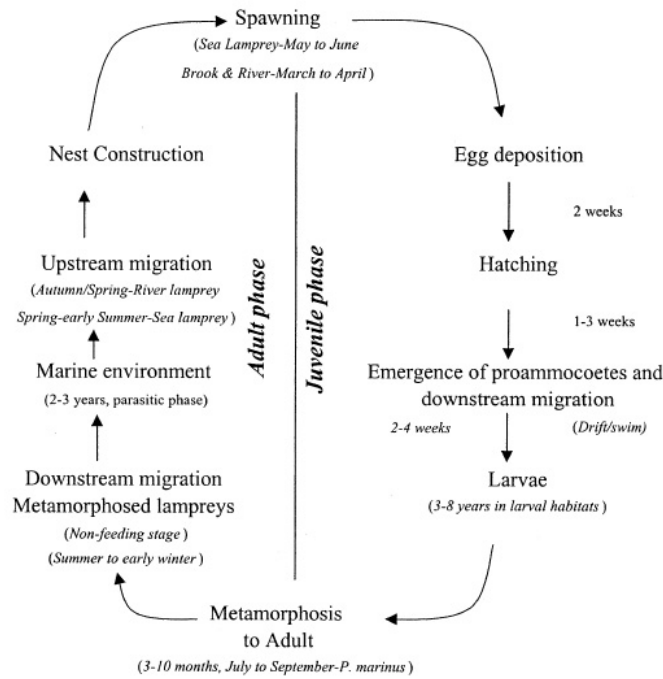 Spawning
(Sea Lamprey-May to June
Brook & River-March to April)
Nest Construction
Egg deposition
2 weeks
Upstream migration
(Autumn/Spring-River lamprey
Spring-early Summer-Sea lamprey)
Hatching
1-3 weeks
Adult phase
Juvenile phase
Marine environment
(2-3 years, parasitic phase)
Emergence of proammocoetes and
downstream migration
2-4 weeks
(Drift/swim)
Downstream migration
Metamorphosed lampreys
(Non-feeding stage)
(Summer to early winter)
Larvae
(3-8 years in larval habitats)
Metamorphosis
to Adult
(3-10 months, July to September-P. marinus)